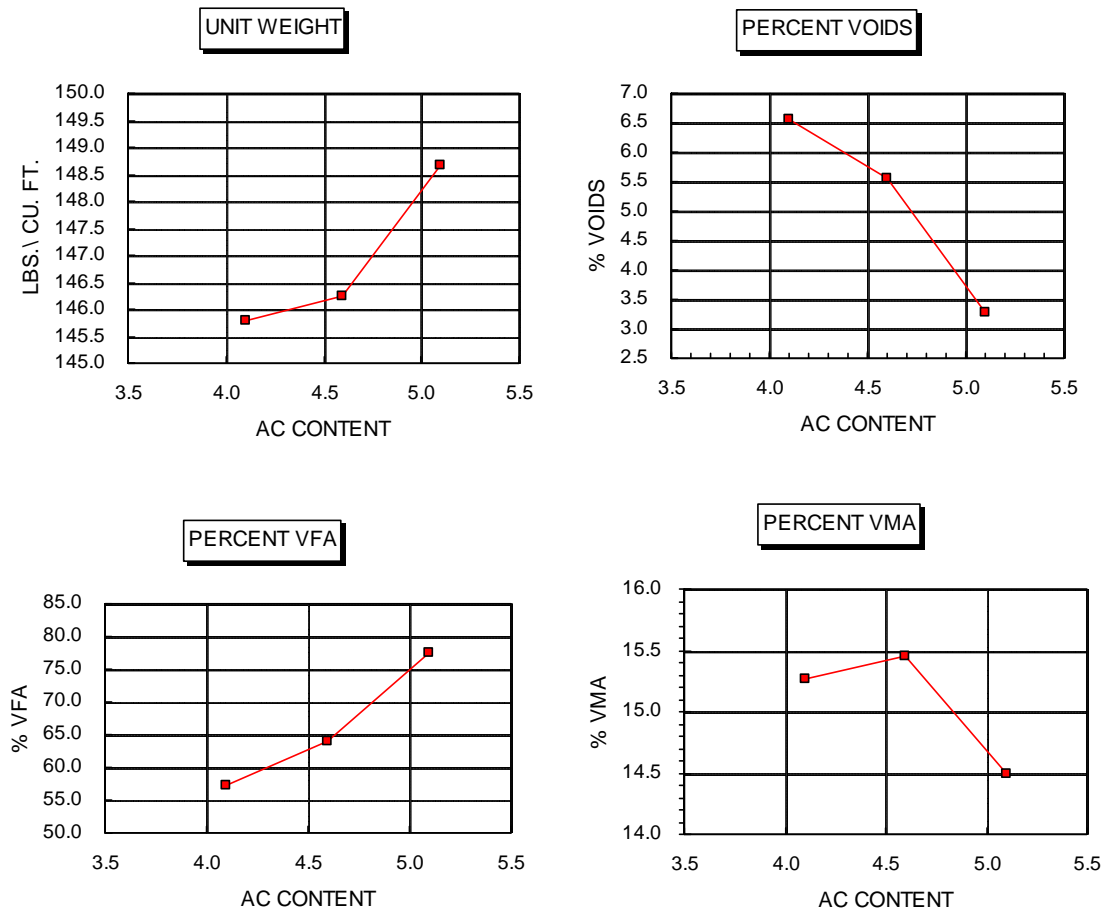 UNIT WEIGHT
150.0
149.5
149.0
148.5
148.0
147.5
147.0
146.5
146.0
145.5
145.0
LBS.\ CU. FT.
3.5 4.0 4.5 5.0 5.5
AC CONTENT
PERCENT VOIDS
7.0
6.5
6.0
5.5
5.0
4.5
4.0
3.5
3.0
2.5
% VOIDS
3.5 4.0 4.5 5.0 5.5
AC CONTENT
PERCENT VFA
85.0
80.0
75.0
70.0
65.0
60.0
55.0
50.0
% VFA
3.5 4.0 4.5 5.0 5.5
AC CONTENT
PERCENT VMA
16.0
15.5
15.0
14.5
14.0
% VMA
3.5 4.0 4.5 5.0 5.5
AC CONTENT